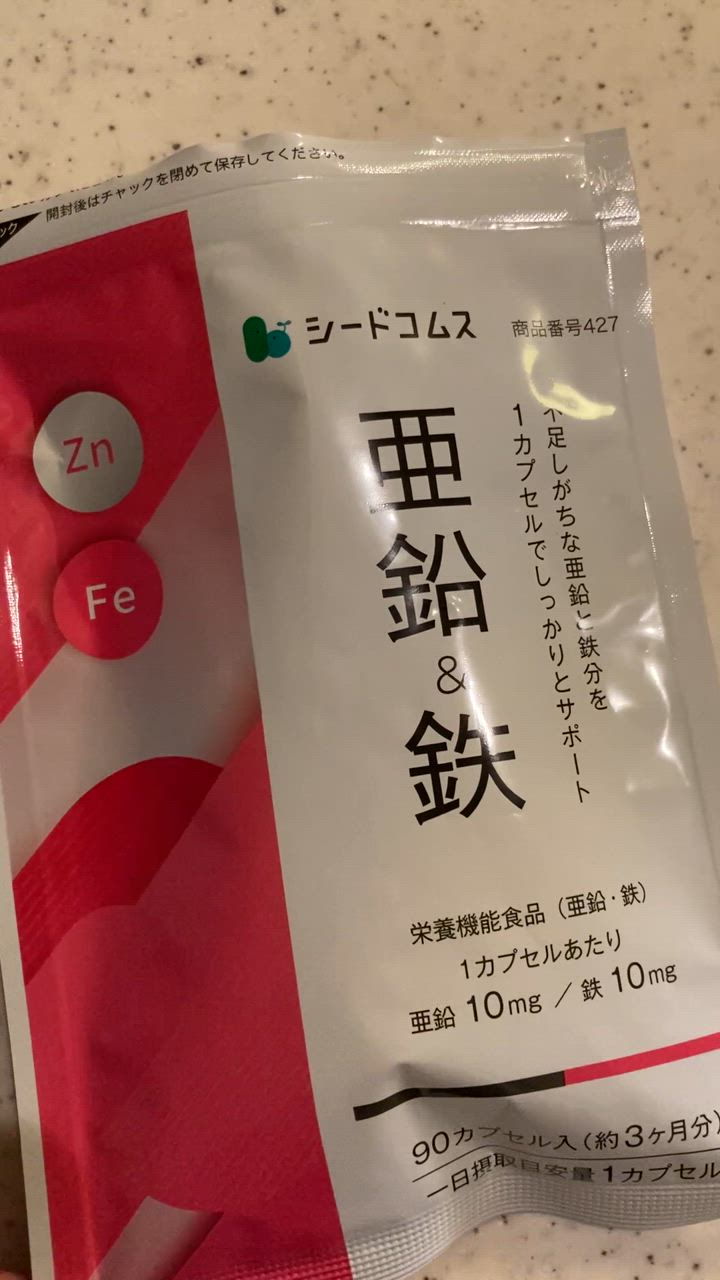 開封後はチャックを閉めて保存してください。
ック
シードコムス
商品番号427
Zn
Fe
不足しがちな亜鉛と鉄分を
1カプセルでしっかりとサポート
亜鉛&鉄
栄養機能食品（亜鉛・鉄）
1カプセルあたり
亜鉛 10mg ／ 鉄 10mg
90カプセル入(約3ヶ月分)
一日摂取目安量1カプセル